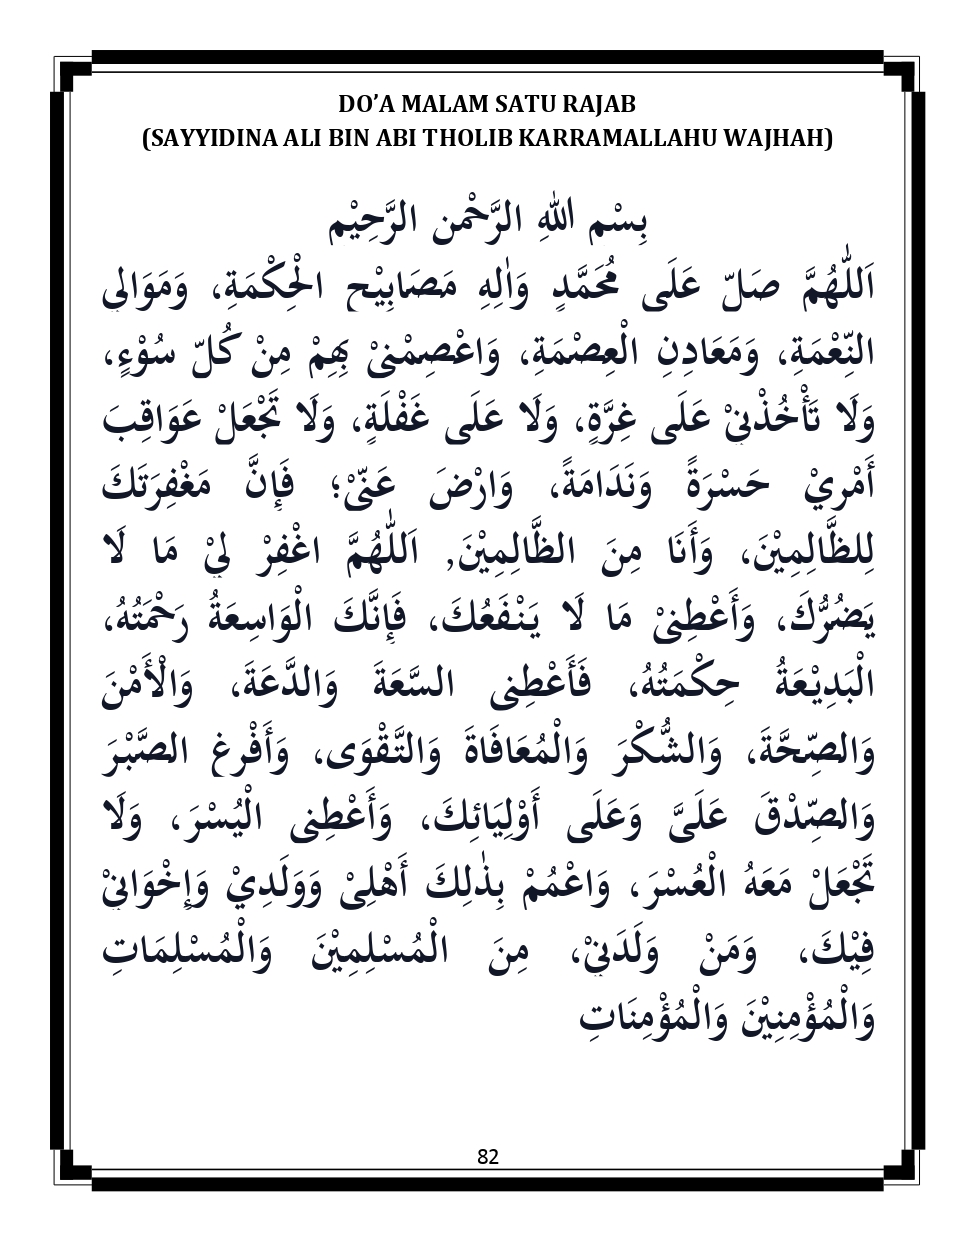 DO’A MALAM SATU RAJAB
(SAYYIDINA ALI BIN ABI THOLIB KARRAMALLAHU WAJHAH)
بِسْمِ اللهِ الرَّحْمنِ الرَّحِيْمِ
اَللّٰهُمَّ صَلِّ عَلَى مُحَمَّدٍ وَاٰلِهِ مَصَابِيْحِ الْحِكْمَةِ، وَمَوَالِي
النِّعْمَةِ، وَمَعَادِنِ الْعِصْمَةِ، وَاعْصِمْنِيْ بِهِمْ مِنْ كُلِّ سُوْءٍ،
وَلَا تَأْخُذْنِيْ عَلَى غِرَّةٍ، وَلَا عَلَى غَفْلَةٍ، وَلَا تَجْعَلْ عَوَاقِبَ
أَمْرِيْ حَسْرَةً وَنَدَامَةً، وَارْضَ عَنِّيْ؛ فَإِنَّ مَغْفِرَتَكَ
لِلظَّالِمِيْنَ، وَأَنَا مِنَ الظَّالِمِيْنَ, اَللّٰهُمَّ اغْفِرْ لِيْ مَا لَا
يَضُرُّكَ، وَأَعْطِنِيْ مَا لَا يَنْفَعُكَ، فَإِنَّكَ الْوَاسِعَةُ رَحْمَتُهُ،
الْبَدِيْعَةُ حِكْمَتُهُ، فَأَعْطِنِي السَّعَةَ وَالدَّعَةَ، وَالْأَمْنَ
وَالصِّحَّةَ، وَالشُّكْرَ وَالْمُعَافَاةَ وَالتَّقْوَى، وَأَفْرِغِ الصَّبْرَ
وَالصِّدْقَ عَلَيَّ وَعَلَى أَوْلِيَائِكَ، وَأَعْطِنِي الْيُسْرَ، وَلَا
تَجْعَلْ مَعَهُ الْعُسْرَ، وَاعْمُمْ بِذٰلِكَ أَهْلِيْ وَوَلَدِيْ وَإِخْوَانِيْ
فِيْكَ، وَمَنْ وَلَدَنِيْ، مِنَ الْمُسْلِمِيْنَ وَالْمُسْلِمَاتِ
وَالْمُؤْمِنِيْنَ وَالْمُؤْمِنَاتِ
82